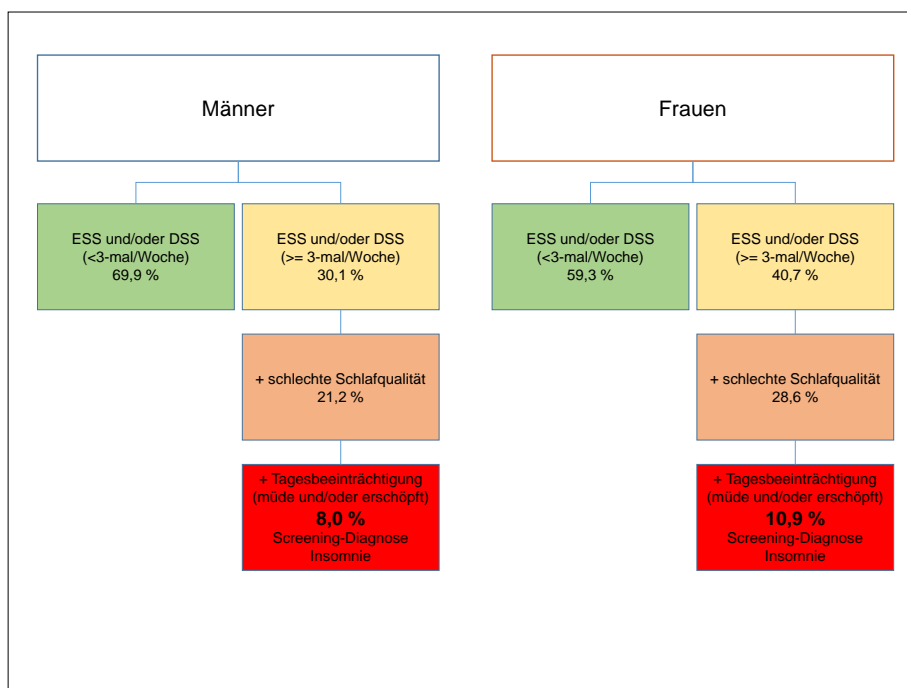 Männer
ESS und/oder DSS
(<3-mal/Woche)
69,9 %
ESS und/oder DSS
(>= 3-mal/Woche)
30,1 %
+ schlechte Schlafqualität
21,2 %
+ Tagesbeeinträchtigung
(müde und/oder erschöpft)
8,0 %
Screening-Diagnose
Insomnie
Frauen
ESS und/oder DSS
(<3-mal/Woche)
59,3 %
ESS und/oder DSS
(>= 3-mal/Woche)
40,7 %
+ schlechte Schlafqualität
28,6 %
+ Tagesbeeinträchtigung
(müde und/oder erschöpft)
10,9 %
Screening-Diagnose
Insomnie